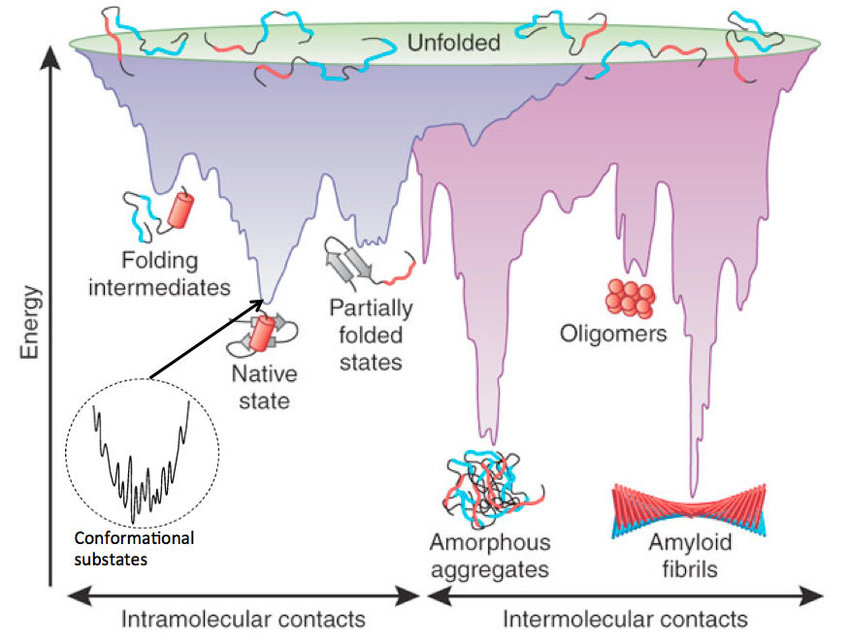 Unfolded
Folding
intermediates
Partially
folded
states
Native
state
Oligomers
Energy
Conformational
substates
Amorphous
aggregates
Amyloid
fibrils
Intramolecular contacts
Intermolecular contacts